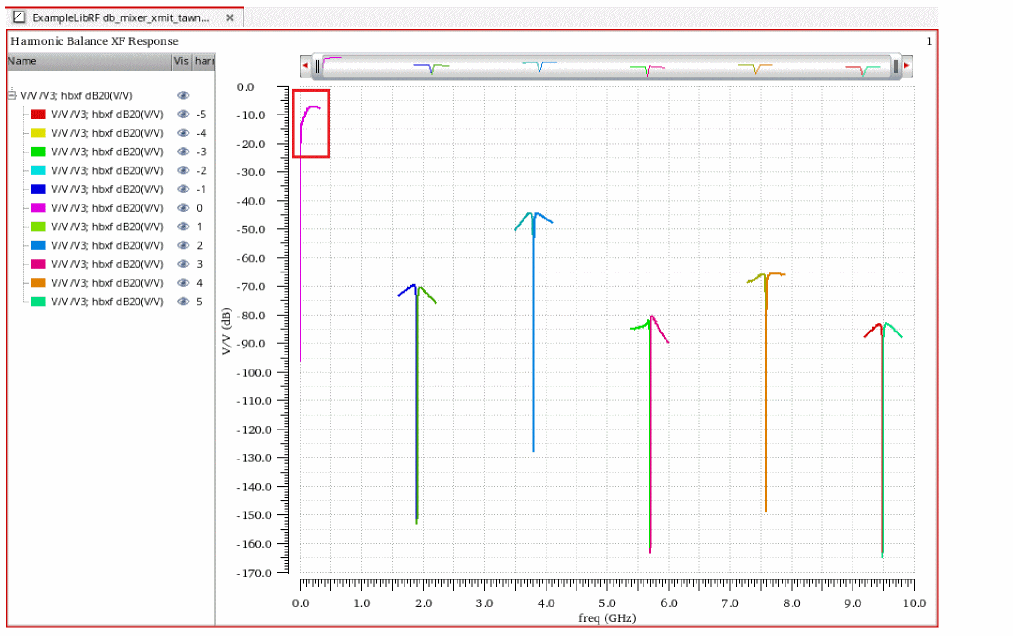 ExampleLibRF db_mixer_xmit_tawn... ×
Harmonic Balance XF Response 1
Name Vis harr
V/V /V3; hbxf dB20(V/V)
V/V /V3; hbxf dB20(V/V) -5
V/V /V3; hbxf dB20(V/V) -4
V/V /V3; hbxf dB20(V/V) -3
V/V /V3; hbxf dB20(V/V) -2
V/V /V3; hbxf dB20(V/V) -1
V/V /V3; hbxf dB20(V/V) 0
V/V /V3; hbxf dB20(V/V) 1
V/V /V3; hbxf dB20(V/V) 2
V/V /V3; hbxf dB20(V/V) 3
V/V /V3; hbxf dB20(V/V) 4
V/V /V3; hbxf dB20(V/V) 5
V/V (dB)
0.0
-10.0
-20.0
-30.0
-40.0
-50.0
-60.0
-70.0
-80.0
-90.0
-100.0
-110.0
-120.0
-130.0
-140.0
-150.0
-160.0
-170.0
0.0 1.0 2.0 3.0 4.0 5.0 6.0 7.0 8.0 9.0 10.0
freq (GHz)